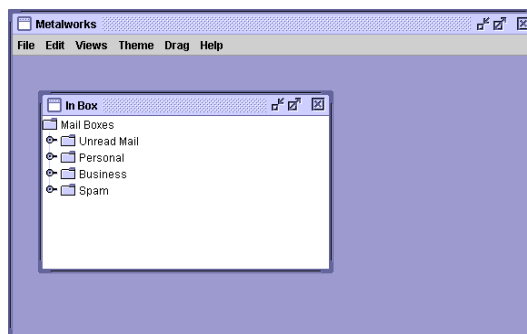 Metalworks
File Edit Views Theme Drag Help
In Box
Mail Boxes
Unread Mail
Personal
Business
Spam